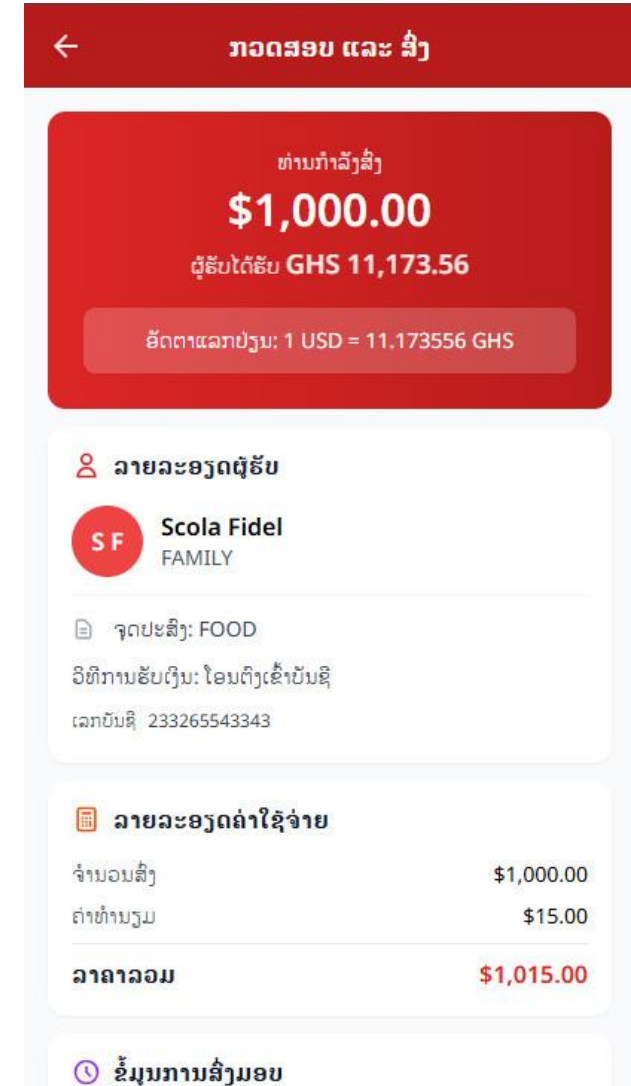 ກວດສອບ ແລະ ສົ່ງ
ທ່ານກຳລັງສົ່ງ
$1,000.00
ຜູ້ຮັບໄດ້ຮັບ GHS 11,173.56
ອັດຕາແລກປ່ຽນ: 1 USD = 11.173556 GHS
ລາຍລະອຽດຜູ້ຮັບ
S F
Scola Fidel
FAMILY
ຈຸດປະສົງ: FOOD
ວິທີການຮັບເງິນ: ໂອນຕົງເຂົ້າບັນຊີ
ເລກບັນຊີ 233265543343
ລາຍລະອຽດຄ່າໃຊ້ຈ່າຍ
ຈຳນວນສົ່ງ $1,000.00
ຄ່າທຳນຽມ $15.00
ລາຄາລວມ $1,015.00
ຂໍ້ມູນການສົ່ງມອບ